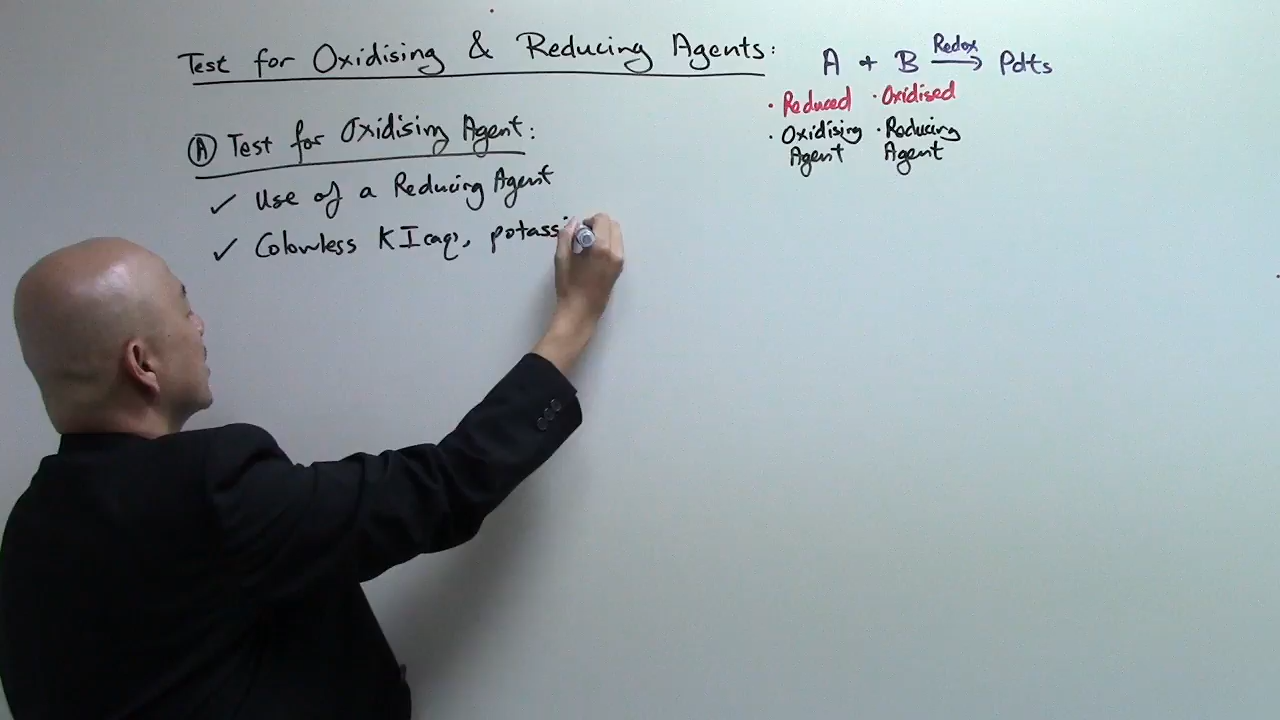 Test for Oxidising & Reducing Agents:
A + B Redox → Pdts
· Reduced · Oxidised
· Oxidising Agent · Reducing Agent
Ⓐ Test for Oxidising Agent:
✓ Use of a Reducing Agent
✓ Colourless KI(aq), potassi